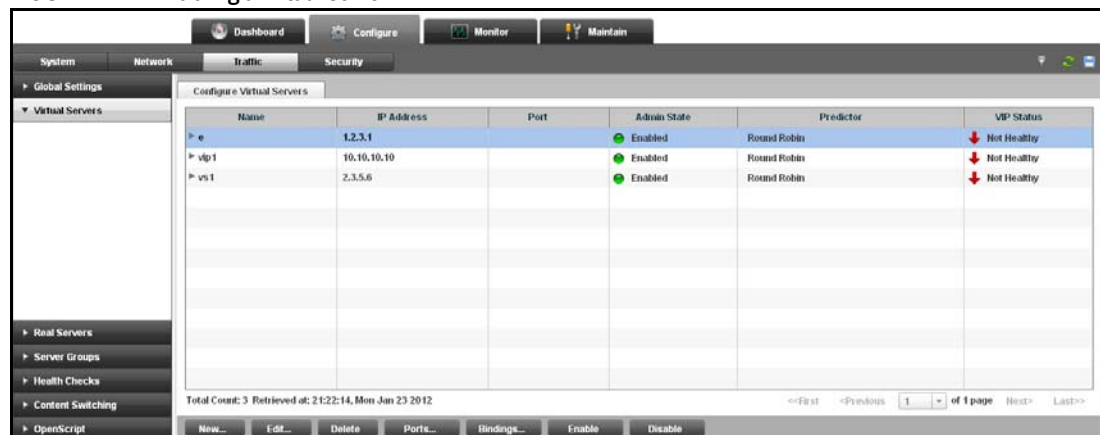 Dashboard Configure Monitor Maintain
System Network Traffic Security
Global Settings
Configure Virtual Servers
Virtual Servers
Name IP Address Port Admin State Predictor VIP Status
e 1.2.3.1 Enabled Round Robin Not Healthy
vip1 10.10.10.10 Enabled Round Robin Not Healthy
vs1 2.3.5.6 Enabled Round Robin Not Healthy
Real Servers
Server Groups
Health Checks
Content Switching
Total Count: 3 Retrieved at: 21:22:14, Mon Jan 23 2012 <<First <Previous 1 of 1 page Next> Last>>
OpenScript
New... Edit... Delete Ports... Bindings... Enable Disable